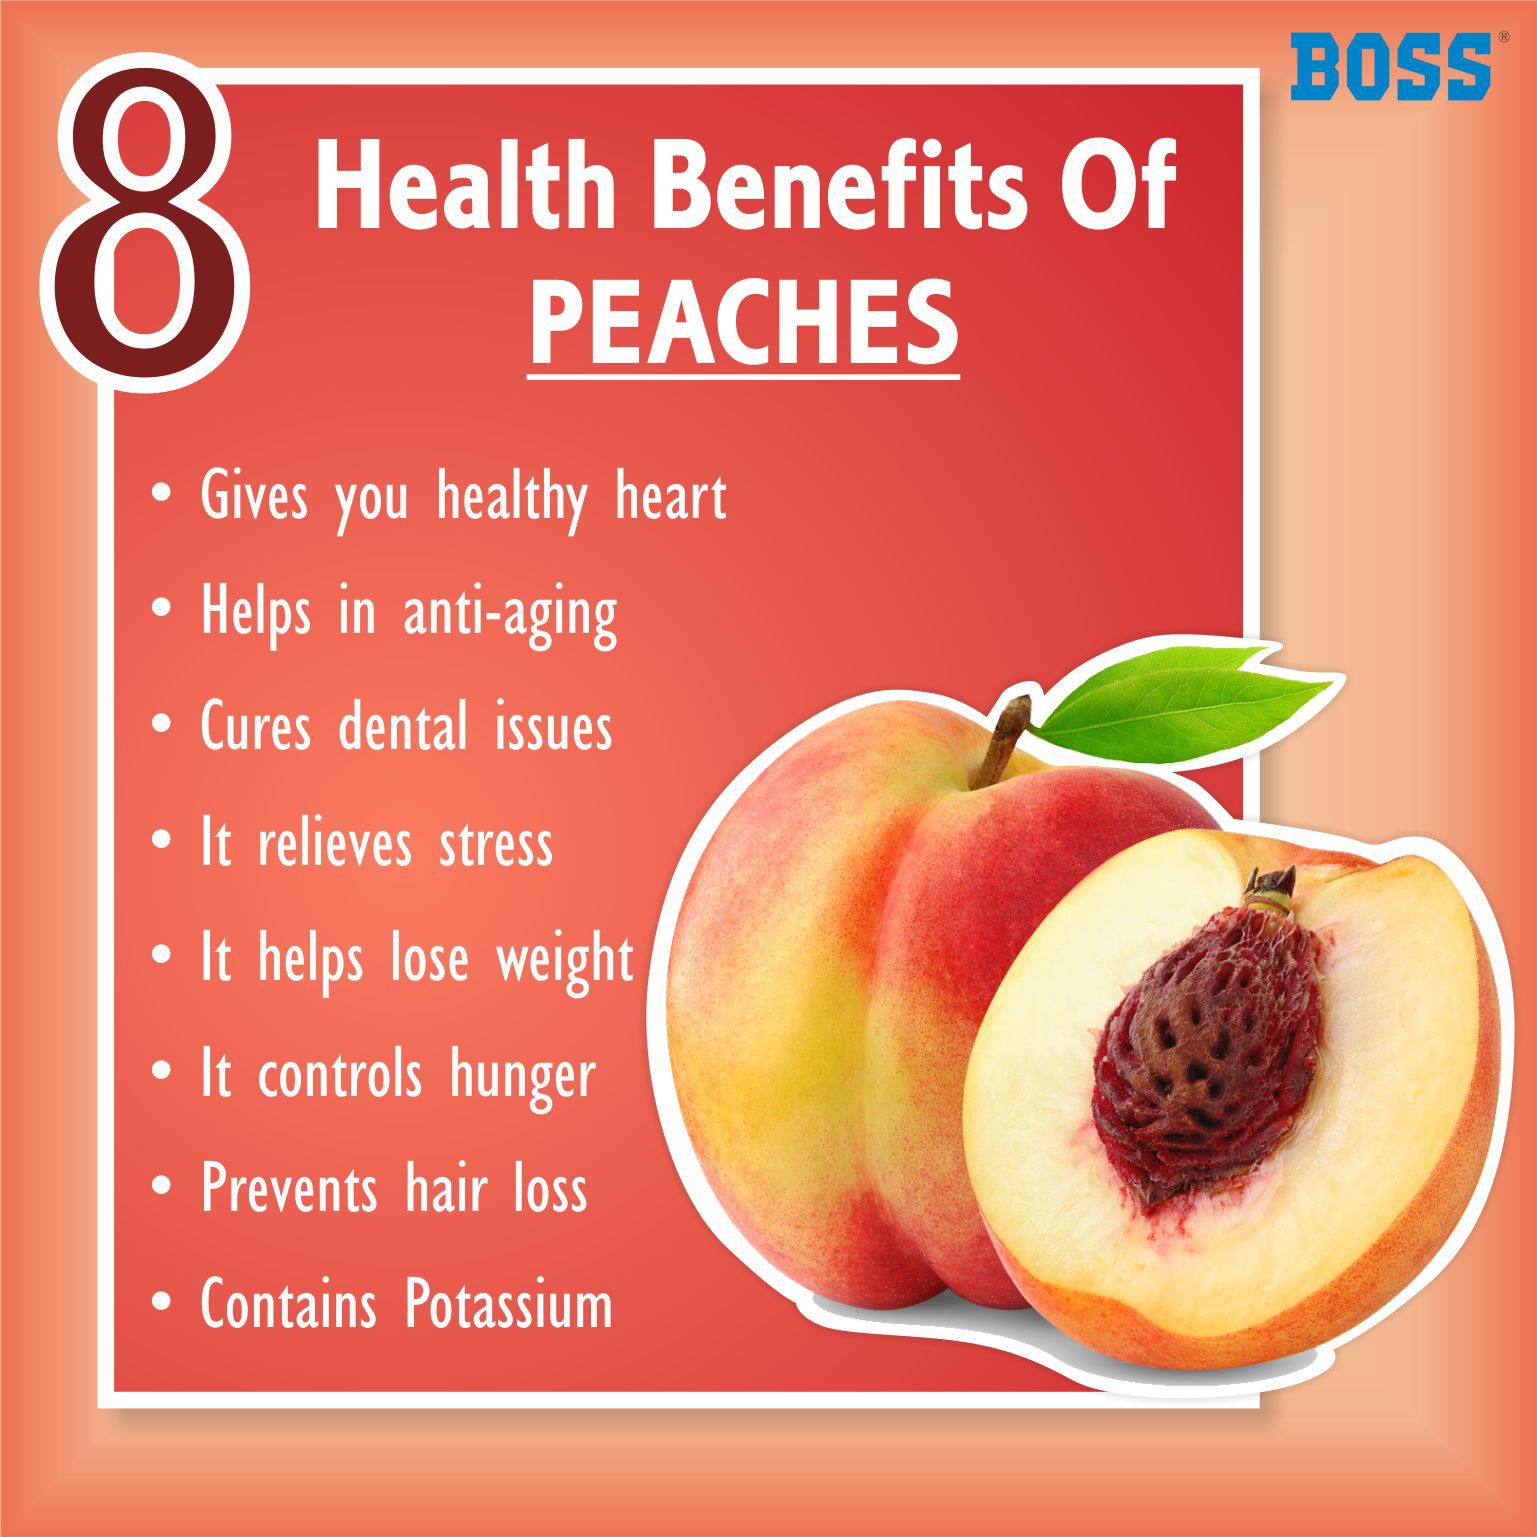 BOSS®
8
Health Benefits Of
PEACHES
• Gives you healthy heart
• Helps in anti-aging
• Cures dental issues
• It relieves stress
• It helps lose weight
• It controls hunger
• Prevents hair loss
• Contains Potassium